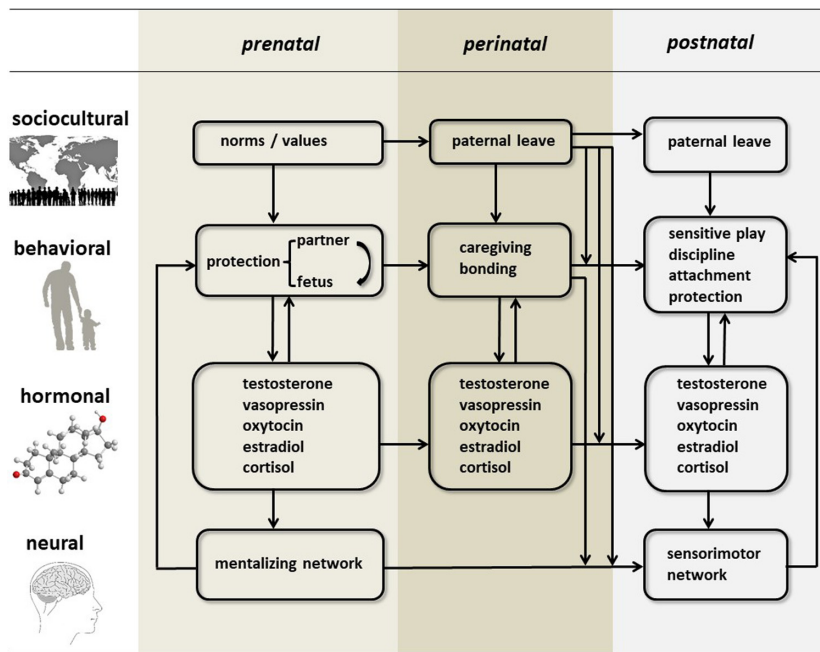 prenatal
perinatal
postnatal
sociocultural
norms / values
paternal leave
paternal leave
behavioral
protection
partner
fetus
caregiving
bonding
sensitive play
discipline
attachment
protection
hormonal
testosterone
vasopressin
oxytocin
estradiol
cortisol
testosterone
vasopressin
oxytocin
estradiol
cortisol
testosterone
vasopressin
oxytocin
estradiol
cortisol
neural
mentalizing network
sensorimotor
network